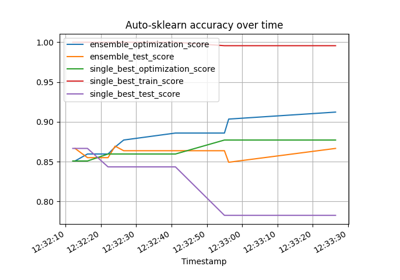 Auto-sklearn accuracy over time
1.00
0.95
0.90
0.85
0.80
ensemble_optimization_score
ensemble_test_score
single_best_optimization_score
single_best_train_score
single_best_test_score
12:32:10
12:32:20
12:32:30
12:32:40
12:32:50
12:33:00
12:33:10
12:33:20
12:33:30
Timestamp